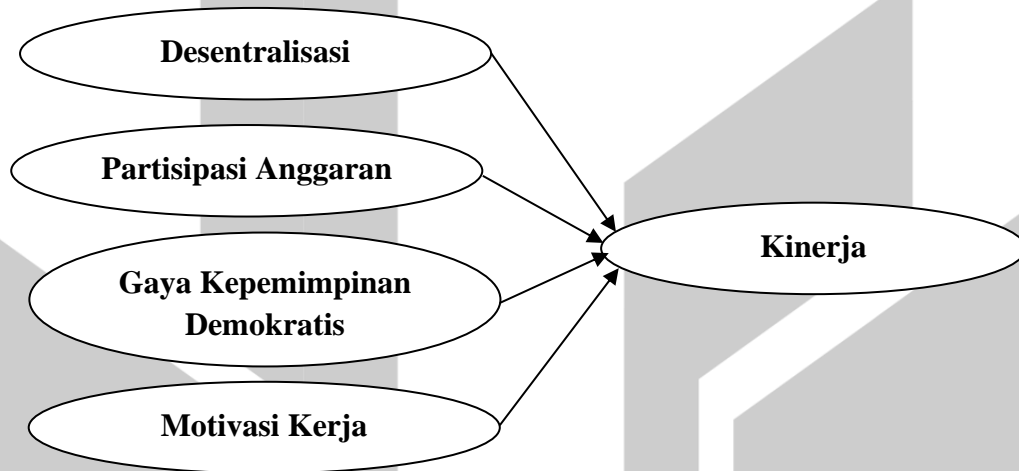 Desentralisasi
Partisipasi Anggaran
Kinerja
Gaya Kepemimpinan
Demokratis
Motivasi Kerja